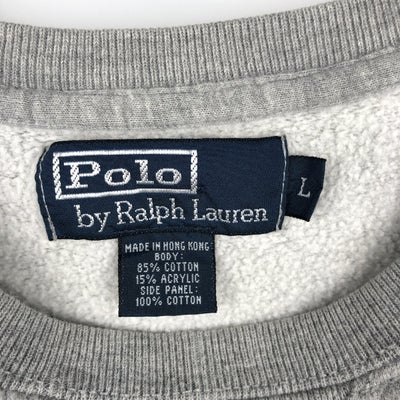 Polo
by Ralph Lauren
L
MADE IN HONG KONG
BODY:
85% COTTON
15% ACRYLIC
SIDE PANEL:
100% COTTON